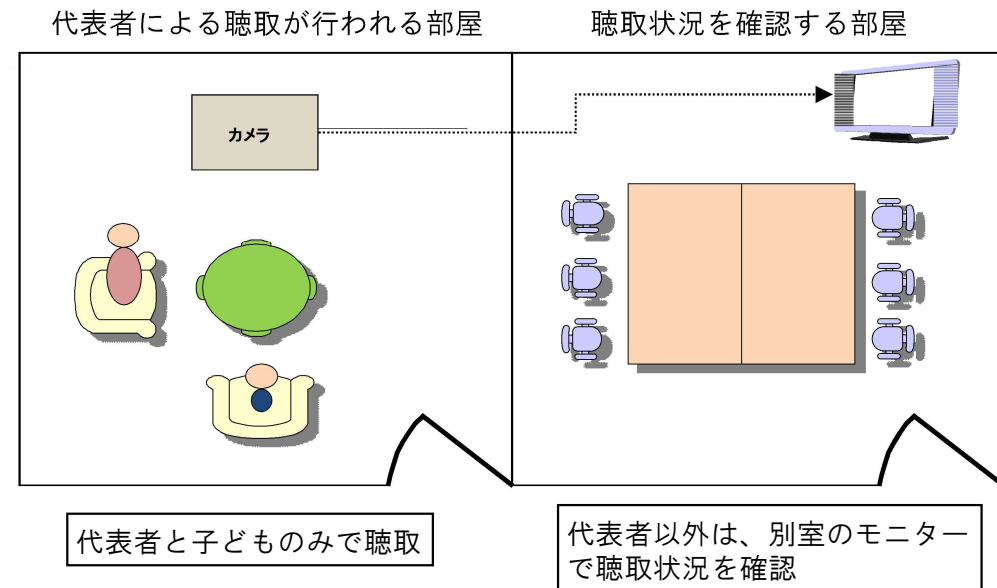 代表者による聴取が行われる部屋
聴取状況を確認する部屋
カメラ
代表者と子どものみで聴取
代表者以外は、別室のモニター
で聴取状況を確認